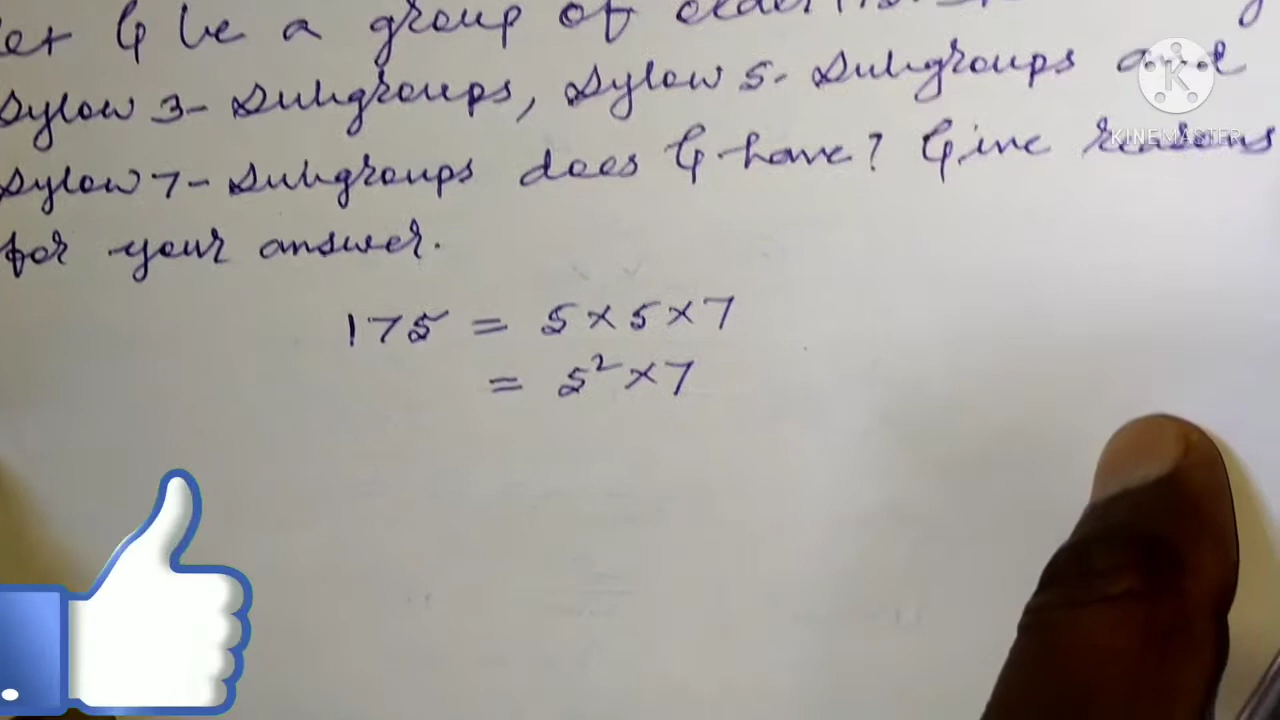 G be a group of order
Sylow 3- Subgroups, Sylow 5- Subgroups and
Sylow 7- Subgroups does G have? Give reasons
for your answer.
175 = 5×5×7
= 5²×7
K
KINEMASTER